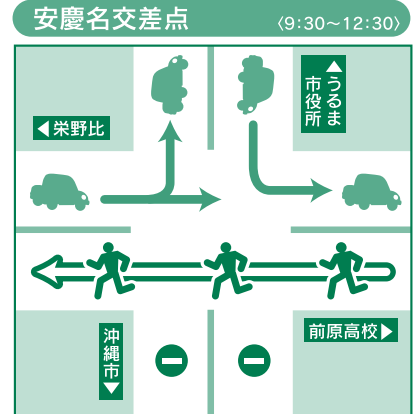 安慶名交差点
〈9:30〜12:30〉
▲うるま
市役所
◀栄野比
沖縄市▼
前原高校▶